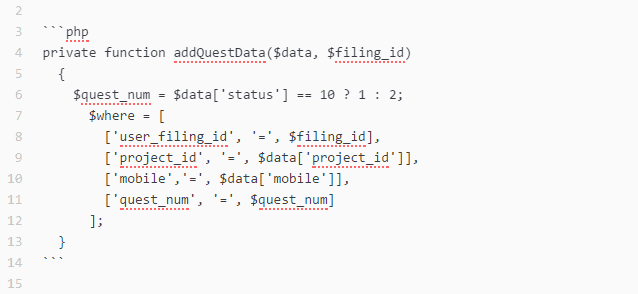 2
3 ```php
4 private function addQuestData($data, $filing_id)
5 {
6 $quest_num = $data['status'] == 10 ? 1 : 2;
7 $where = [
8 ['user_filing_id', '=', $filing_id],
9 ['project_id', '=', $data['project_id']],
10 ['mobile','=', $data['mobile']],
11 ['quest_num', '=', $quest_num]
12 ];
13 }
14 ```
15